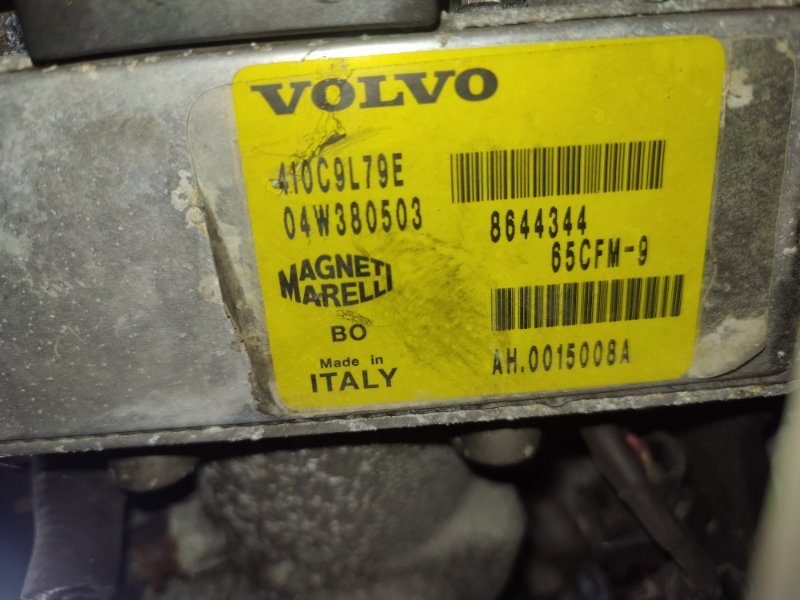 VOLVO
410C9L79E
04W380503
8644344
65CFM-9
MAGNETI
MARELLI
BO
AH.0015008A
Made in
ITALY